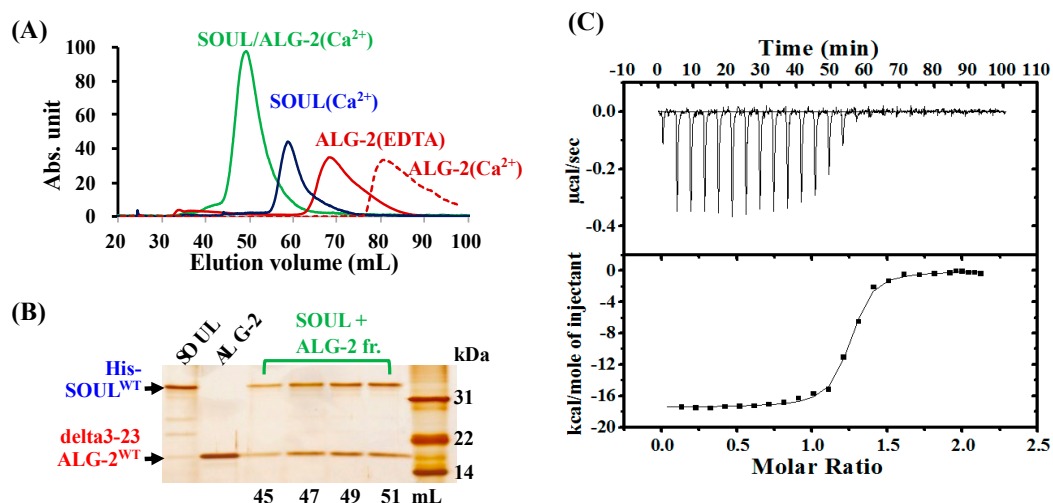 (A)
SOUL/ALG-2(Ca²⁺)
SOUL(Ca²⁺)
ALG-2(EDTA)
ALG-2(Ca²⁺)
Abs. unit
100
80
60
40
20
0
20 30 40 50 60 70 80 90 100
Elution volume (mL)
(B)
SOUL
ALG-2
SOUL +
ALG-2 fr.
kDa
His-
SOULᵂᵀ
31
22
delta3-23
ALG-2ᵂᵀ
14
45 47 49 51 mL
(C)
Time (min)
-10 0 10 20 30 40 50 60 70 80 90 100 110
0.0
-0.2
-0.4
µcal/sec
0
-4
-8
-12
-16
-20
kcal/mole of injectant
0.0 0.5 1.0 1.5 2.0 2.5
Molar Ratio